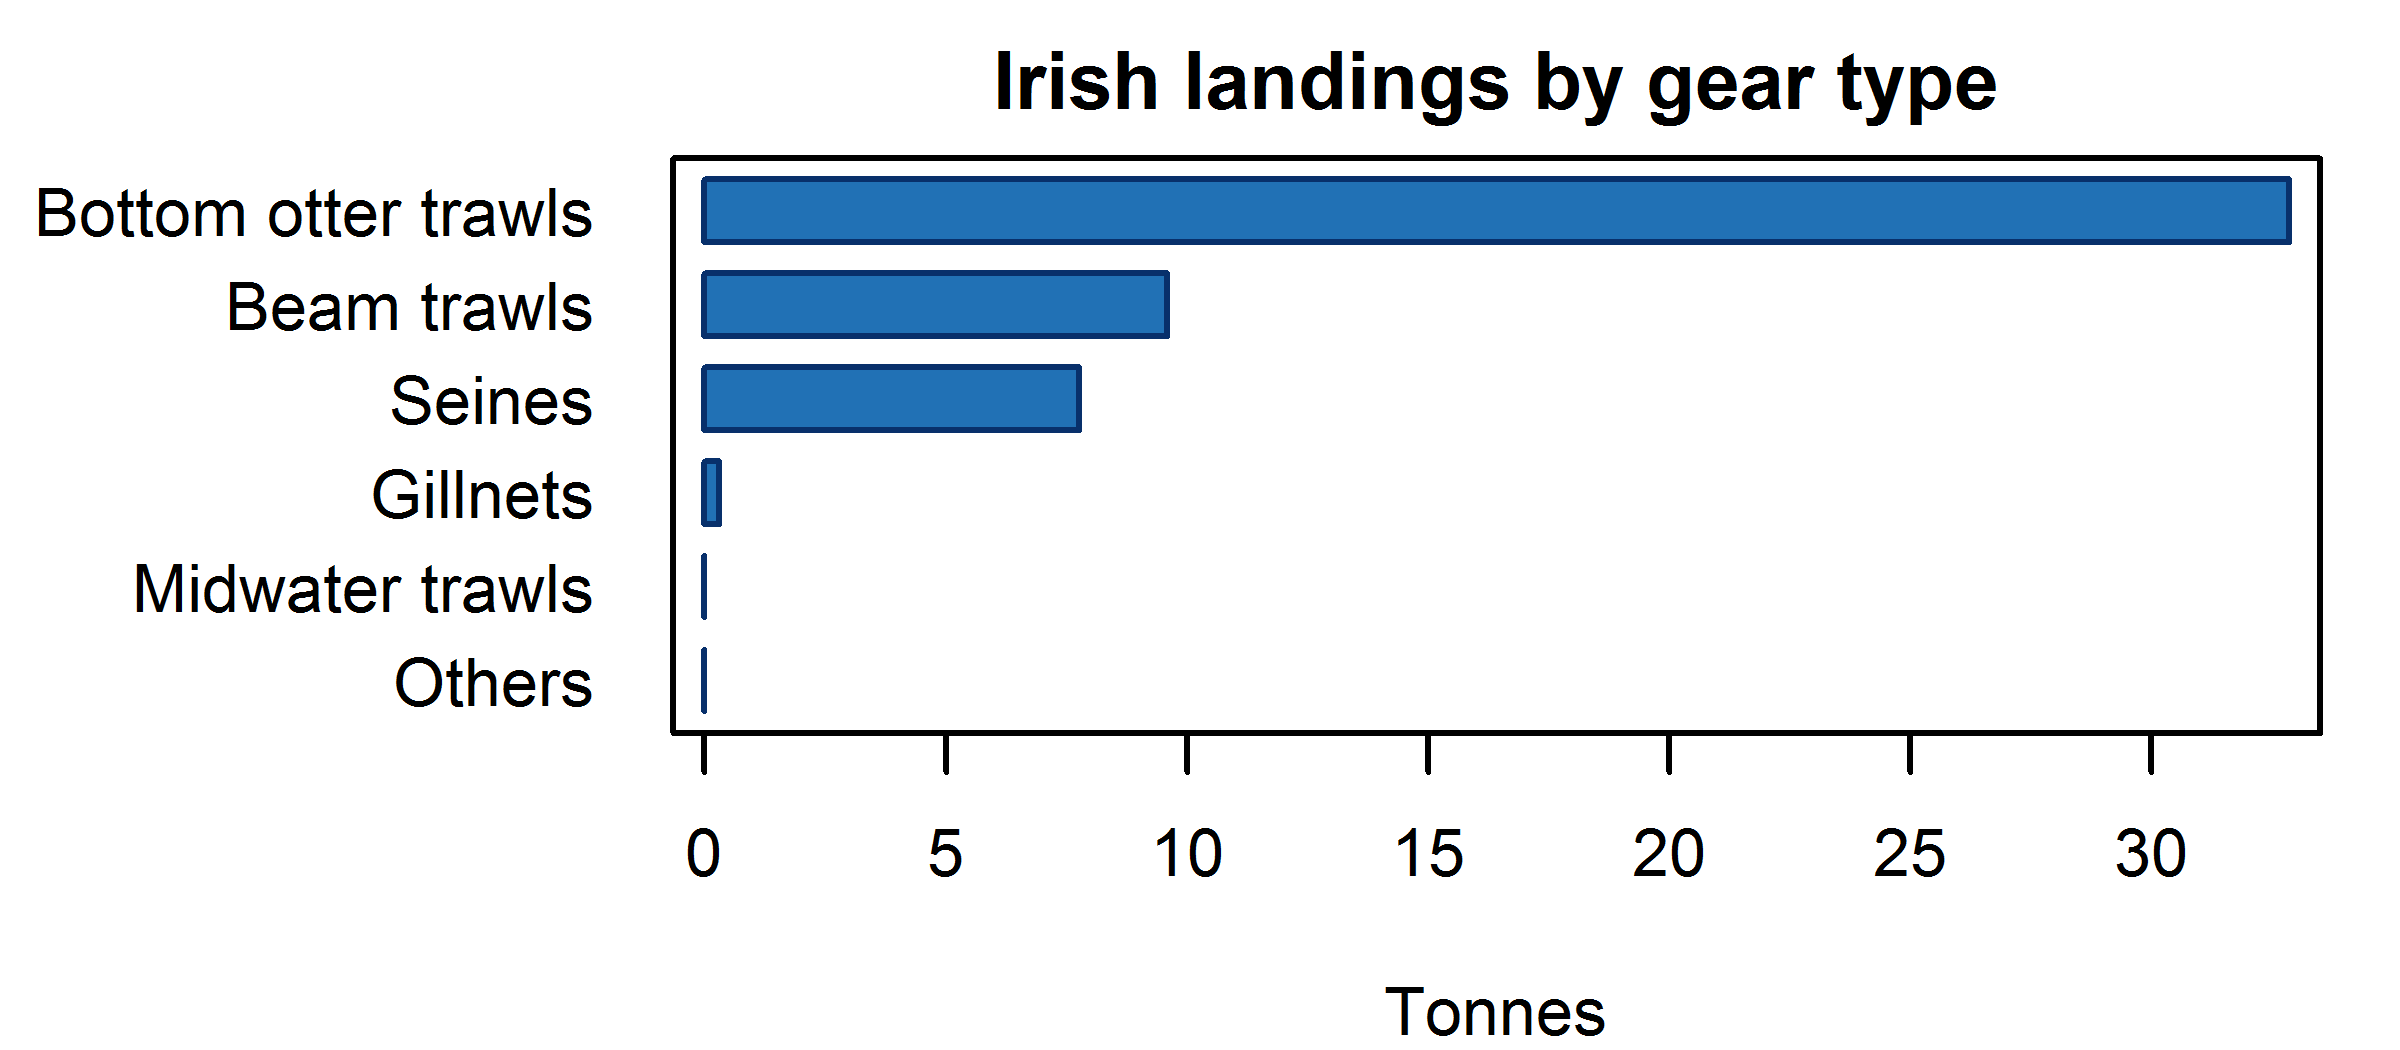 Irish landings by gear type
Bottom otter trawls
Beam trawls
Seines
Gillnets
Midwater trawls
Others
0 5 10 15 20 25 30
Tonnes